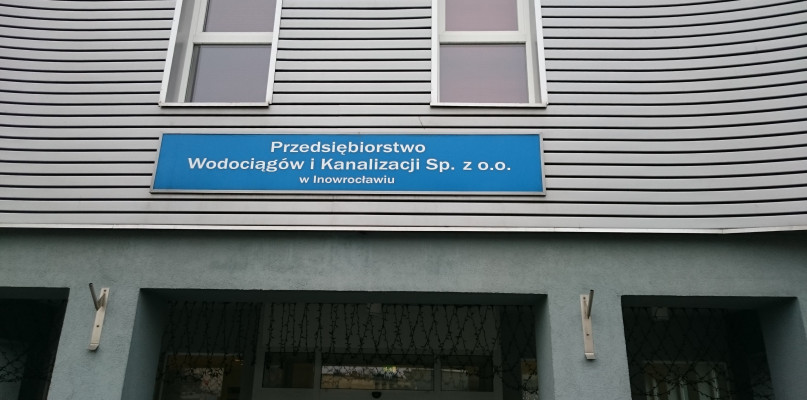 Przedsiębiorstwo
Wodociągów i Kanalizacji Sp. z o.o.
w Inowrocławiu